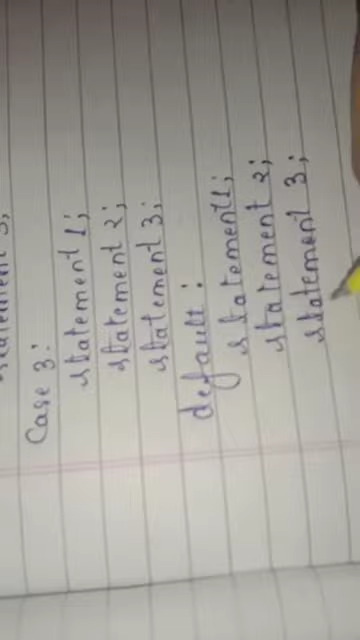 Case 3:
statement 1;
statement 2;
statement 3;
default:
statement1;
statement 2;
statement 3;